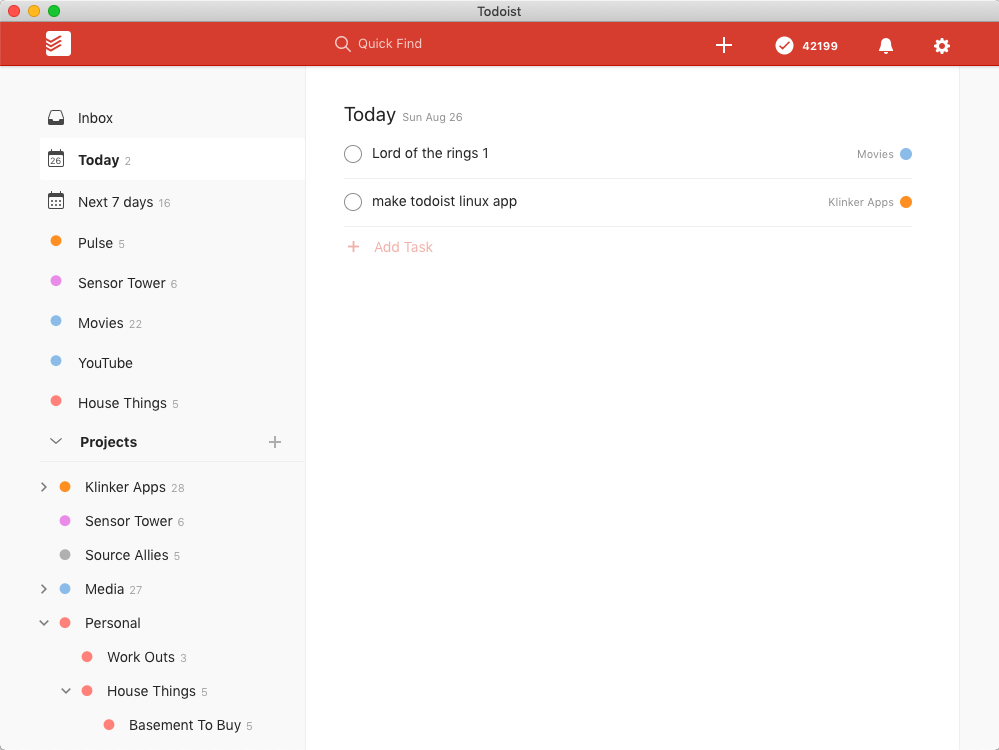 Todoist
Quick Find
42199
Inbox
26 Today 2
Next 7 days 16
Pulse 5
Sensor Tower 6
Movies 22
YouTube
House Things 5
Projects
Klinker Apps 28
Sensor Tower 6
Source Allies 5
Media 27
Personal
Work Outs 3
House Things 5
Basement To Buy 5
Today Sun Aug 26
Lord of the rings 1 Movies
make todoist linux app Klinker Apps
Add Task